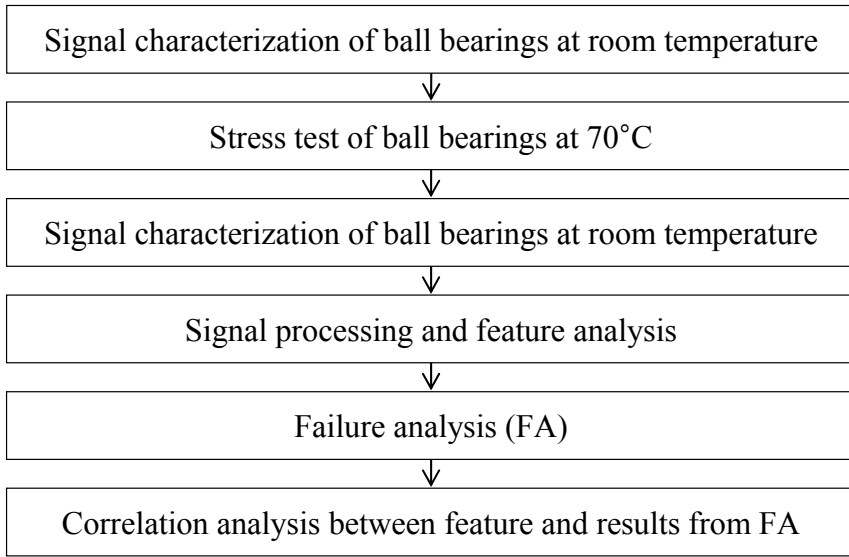 Signal characterization of ball bearings at room temperature
Stress test of ball bearings at 70°C
Signal characterization of ball bearings at room temperature
Signal processing and feature analysis
Failure analysis (FA)
Correlation analysis between feature and results from FA